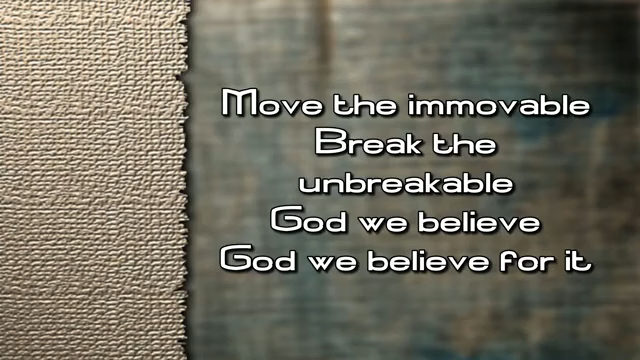 Move the immovable
Break the
unbreakable
God we believe
God we believe for it